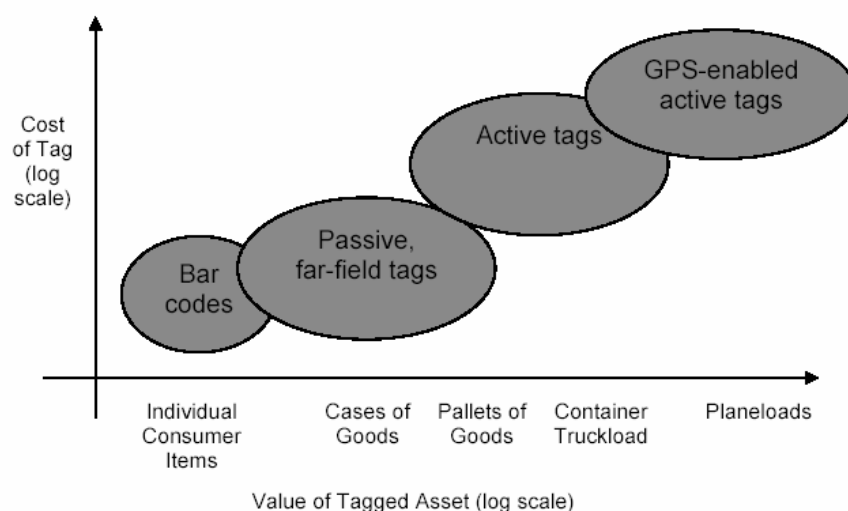 GPS-enabled
active tags
Active tags
Cost
of Tag
(log
scale)
Passive,
far-field tags
Bar
codes
Individual
Consumer
Items
Cases of
Goods
Pallets of
Goods
Container
Truckload
Planeloads
Value of Tagged Asset (log scale)